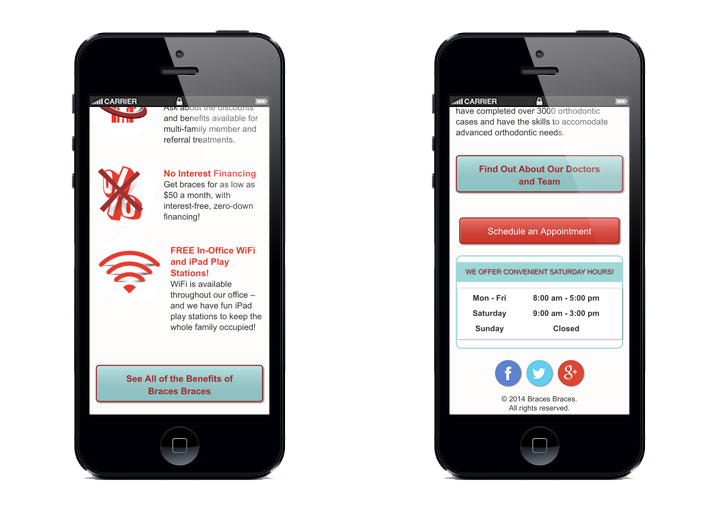 CARRIER
Ask about the discounts
and benefits available for
multi-family member and
referral treatments.
No Interest Financing
Get braces for as low as
$50 a month, with
interest-free, zero-down
financing!
FREE In-Office WiFi
and iPad Play
Stations!
WiFi is available
throughout our office –
and we have fun iPad
play stations to keep the
whole family occupied!
See All of the Benefits of
Braces Braces
CARRIER
have completed over 3000 orthodontic
cases and have the skills to accomodate
advanced orthodontic needs.
Find Out About Our Doctors
and Team
Schedule an Appointment
WE OFFER CONVENIENT SATURDAY HOURS!
Mon - Fri 8:00 am - 5:00 pm
Saturday 9:00 am - 3:00 pm
Sunday Closed
f g+
© 2014 Braces Braces.
All rights reserved.